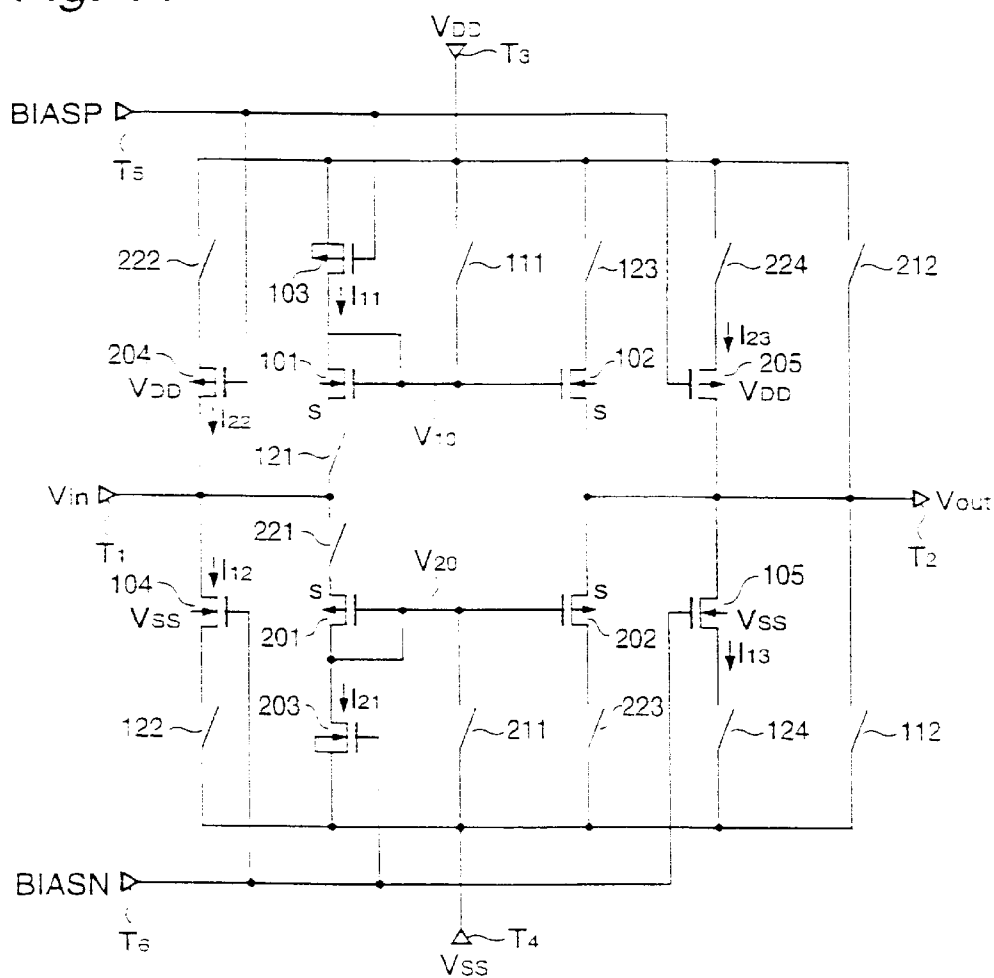 VDD
T3
BIASP
T5
222
103
I11
111
123
224
212
I23
204
VDD
I22
101
S
102
S
205
VDD
V10
121
Vin
T1
Vout
T2
221
V20
I12
104
VSS
S
201
S
202
105
VSS
I13
I21
203
122
211
223
124
112
BIASN
T6
T4
VSS